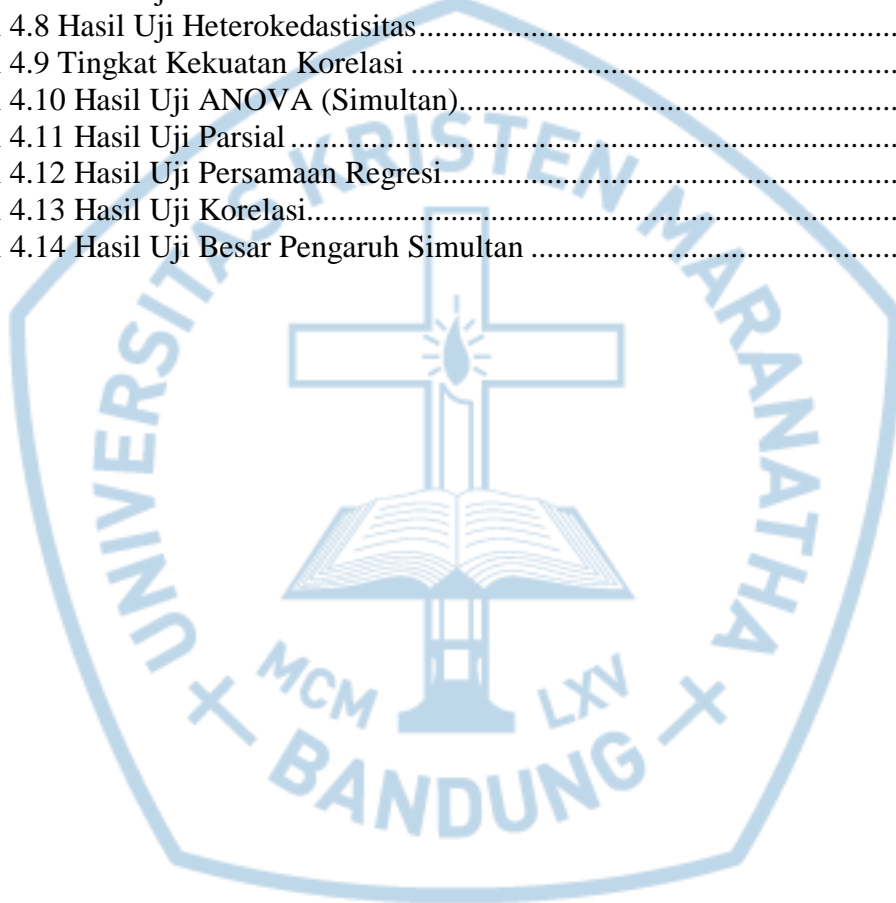 4.8 Hasil Uji Heterokedastisitas................................................................
4.9 Tingkat Kekuatan Korelasi ................................................................
4.10 Hasil Uji ANOVA (Simultan)................................................................
4.11 Hasil Uji Parsial ................................................................
4.12 Hasil Uji Persamaan Regresi................................................................
4.13 Hasil Uji Korelasi................................................................
4.14 Hasil Uji Besar Pengaruh Simultan ................................................
UNIVERSITAS KRISTEN MARANATHA
MCM LXV
BANDUNG